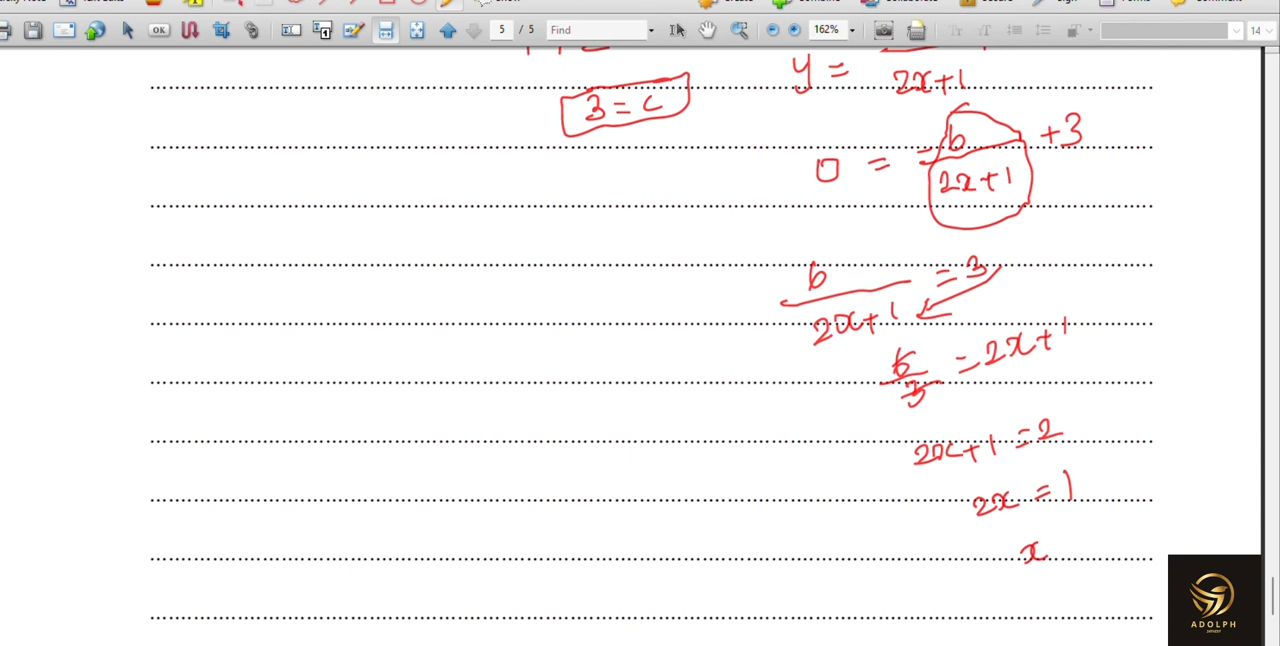 5 / 5 Find 162% 14
y =
2x+1
3 = c
0 = -6/(2x+1) +3
6/(2x+1) = 3
6/3 = 2x+1
2x+1 = 2
2x = 1
x
ADOLPH